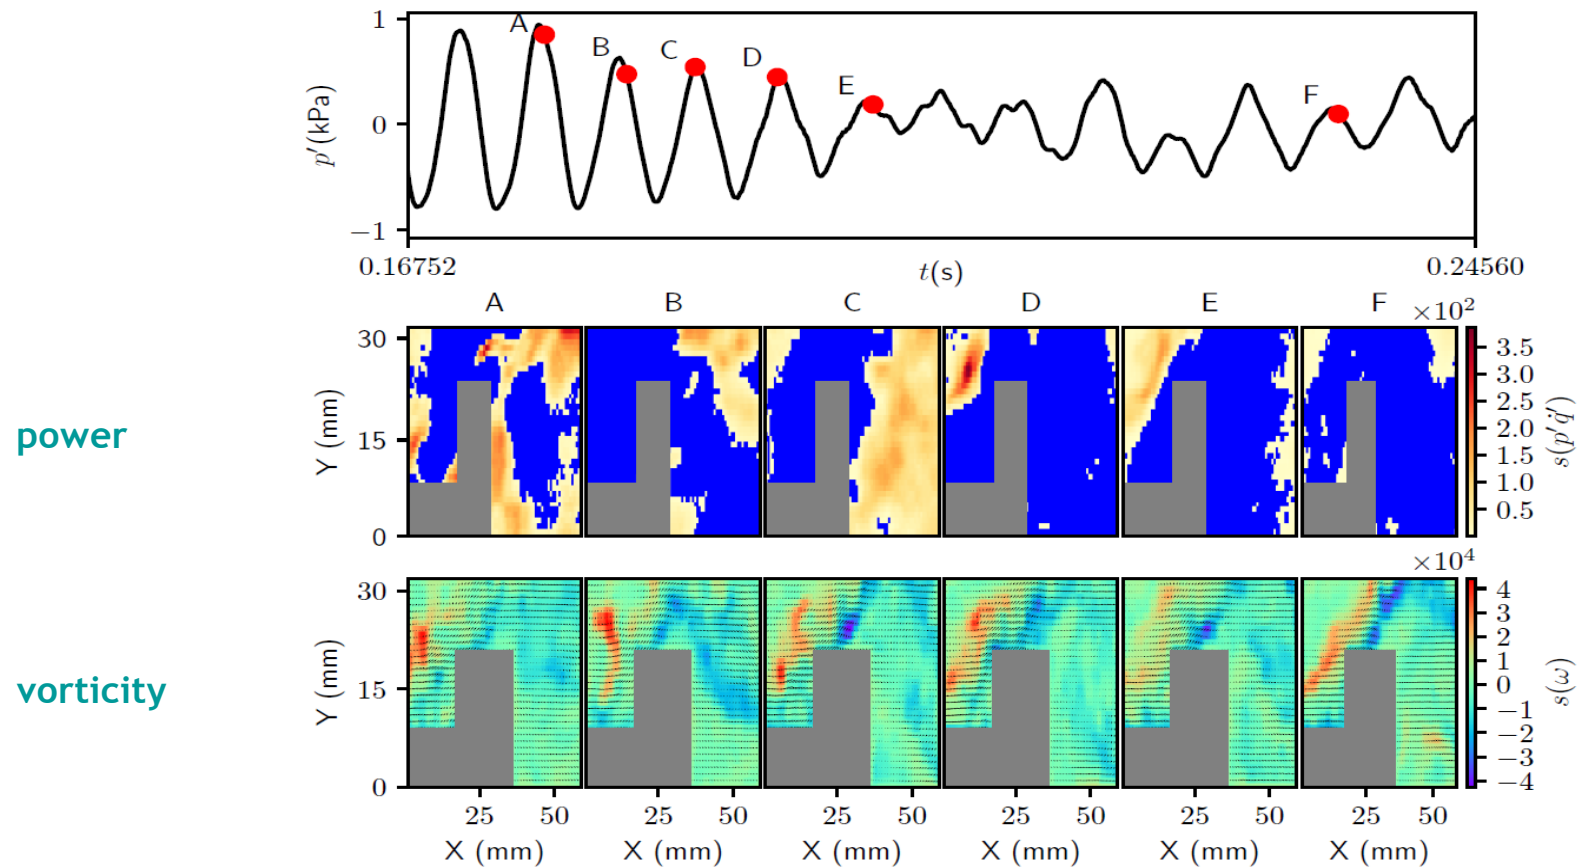 1
0
−1
p′(kPa)
A
B
C
D
E
F
0.16752
t(s)
0.24560
A
B
C
D
E
F
×10²
power
30
15
0
Y (mm)
3.5
3.0
2.5
2.0
1.5
1.0
0.5
s(p′q̇′)
×10⁴
vorticity
30
15
0
Y (mm)
4
3
2
1
0
−1
−2
−3
−4
s(ω)
25 50 25 50 25 50 25 50 25 50 25 50
X (mm) X (mm) X (mm) X (mm) X (mm) X (mm)